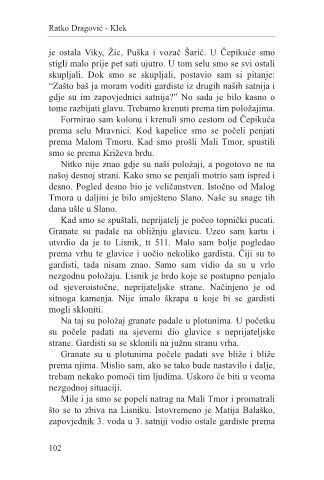 Ratko Dragović - Klek
je ostala Viky, Žic, Puška i vozač Šarić. U Čepikuće smo
stigli malo prije pet sati ujutro. U tom selu smo se svi ostali
skupljali. Dok smo se skupljali, postavio sam si pitanje:
“Zašto baš ja moram voditi gardiste iz drugih naših satnija i
gdje su im zapovjednici satnija?” No sada je bilo kasno o
tome razbijati glavu. Trebamo krenuti prema tim položajima.
Formirao sam kolonu i krenuli smo cestom od Čepikuća
prema selu Mravnici. Kod kapelice smo se počeli penjati
prema Malom Tmoru. Kad smo prošli Mali Tmor, spustili
smo se prema Križeva brdu.
Nitko nije znao gdje su naši položaji, a pogotovo ne na
našoj desnoj strani. Kako smo se penjali motrio sam ispred i
desno. Pogled desno bio je veličanstven. Istočno od Malog
Tmora u daljini je bilo smješteno Slano. Naše su snage tih
dana ušle u Slano.
Kad smo se spuštali, neprijatelj je počeo topnički pucati.
Granate su padale na obližnju glavicu. Uzeo sam kartu i
utvrdio da je to Lisnik, tt 511. Malo sam bolje pogledao
prema vrhu te glavice i uočio nekoliko gardista. Čiji su to
gardisti, tada nisam znao. Samo sam vidio da su u vrlo
nezgodnu položaju. Lisnik je brdo koje se postupno penjalo
od sjeveroistočne, neprijateljske strane. Načinjeno je od
sitnoga kamenja. Nije imalo škrapa u koje bi se gardisti
mogli skloniti.
Na taj su položaj granate padale u plotunima. U početku
su počele padati na sjeverni dio glavice s neprijateljske
strane. Gardisti su se sklonili na južnu stranu vrha.
Granate su u plotunima počele padati sve bliže i bliže
prema njima. Mislio sam, ako se tako bude nastavilo i dalje,
trebam nekako pomoći tim ljudima. Uskoro će biti u veoma
nezgodnoj situaciji.
Mile i ja smo se popeli natrag na Mali Tmor i promatrali
što se to zbiva na Lisniku. Istovremeno je Matija Balaško,
zapovjednik 3. voda u 3. satniji vodio ostale gardiste prema
102